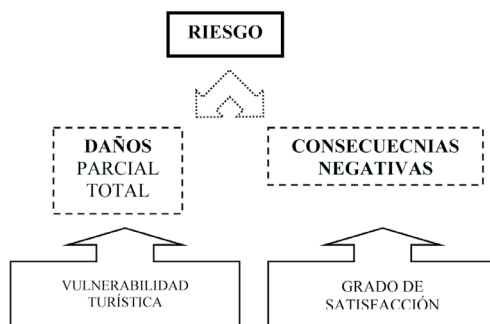 RIESGO
DAÑOS
PARCIAL
TOTAL
CONSECUECNIAS
NEGATIVAS
VULNERABILIDAD
TURÍSTICA
GRADO DE
SATISFACCIÓN